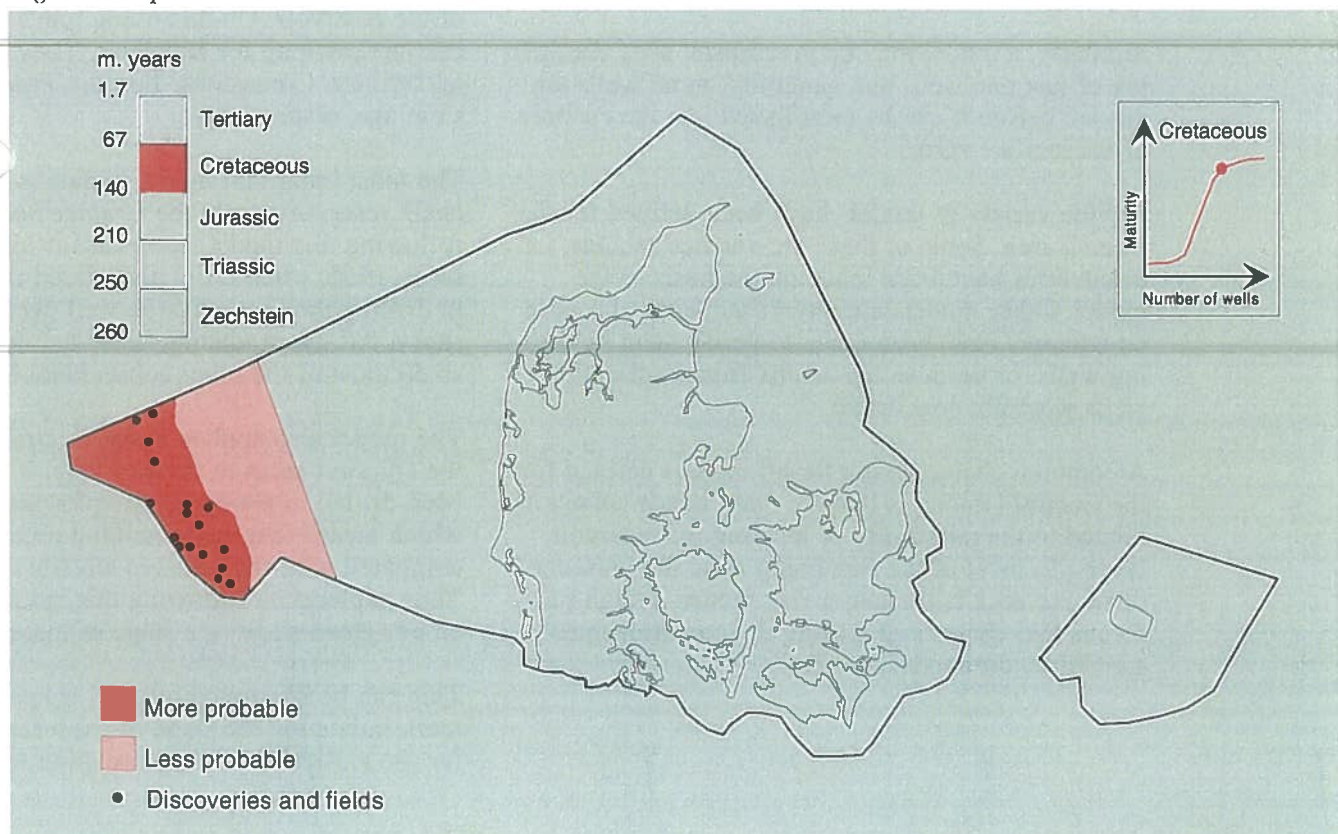 m. years
1.7
Tertiary
67
Cretaceous
140
Jurassic
210
Triassic
250
Zechstein
260
Cretaceous
Maturity
Number of wells
More probable
Less probable
Discoveries and fields